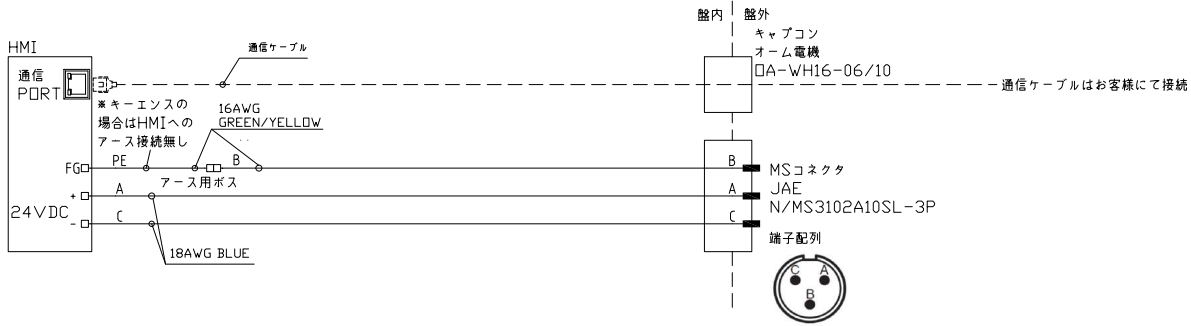 盤内 盤外
キャプコン
オーム電機
OA-WH16-06/10
通信ケーブル
HMI
通信
PORT
通信ケーブルはお客様にて接続
※キーエンスの
場合はHMIへの
アース接続無し
16AWG
GREEN/YELLOW
FG PE B B
アース用ボス
MSコネクタ
+ A A
JAE
24VDC
N/MS3102A10SL-3P
- C C
18AWG BLUE
端子配列
C A
B